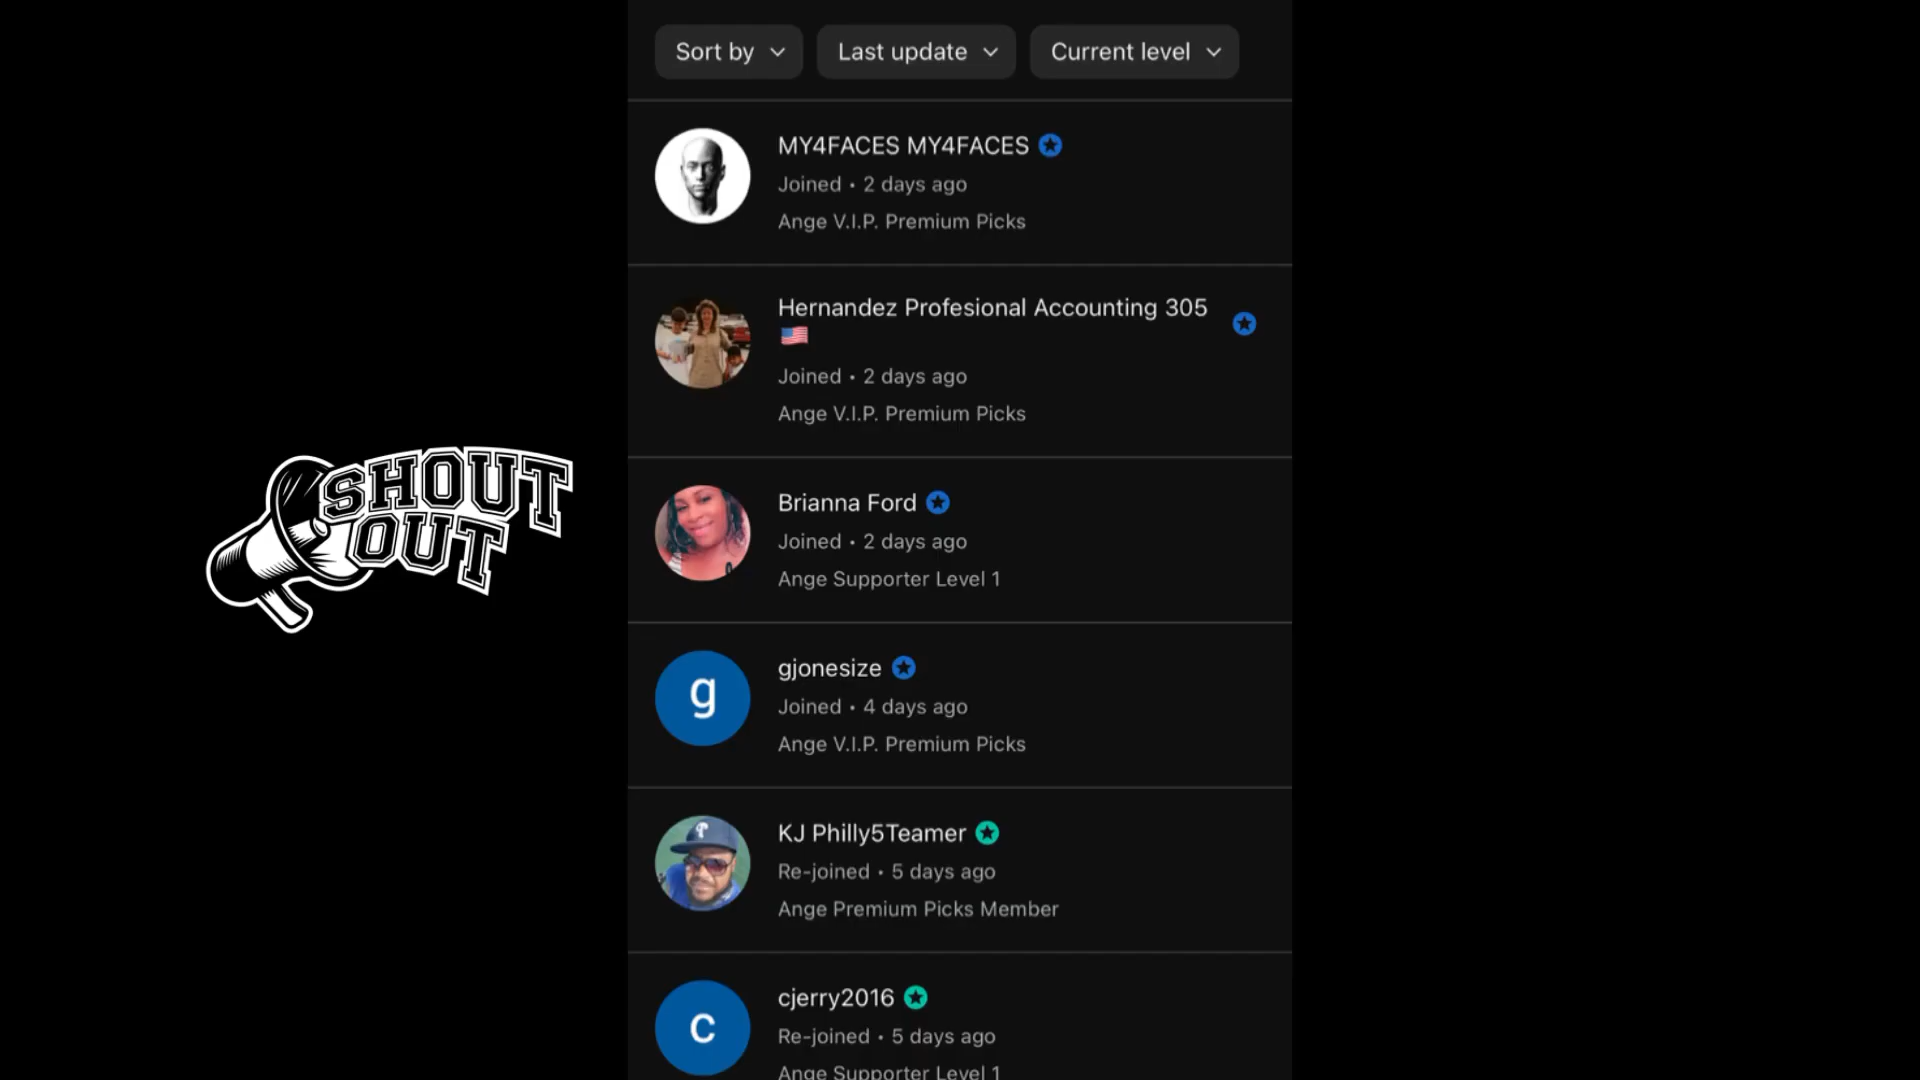 Sort by
Last update
Current level
MY4FACES MY4FACES
Joined • 2 days ago
Ange V.I.P. Premium Picks
Hernandez Profesional Accounting 305
🇺🇸
Joined • 2 days ago
Ange V.I.P. Premium Picks
SHOUT
OUT
Brianna Ford
Joined • 2 days ago
Ange Supporter Level 1
g
gjonesize
Joined • 4 days ago
Ange V.I.P. Premium Picks
KJ Philly5Teamer
Re-joined • 5 days ago
Ange Premium Picks Member
c
cjerry2016
Re-joined • 5 days ago
Ange Supporter Level 1